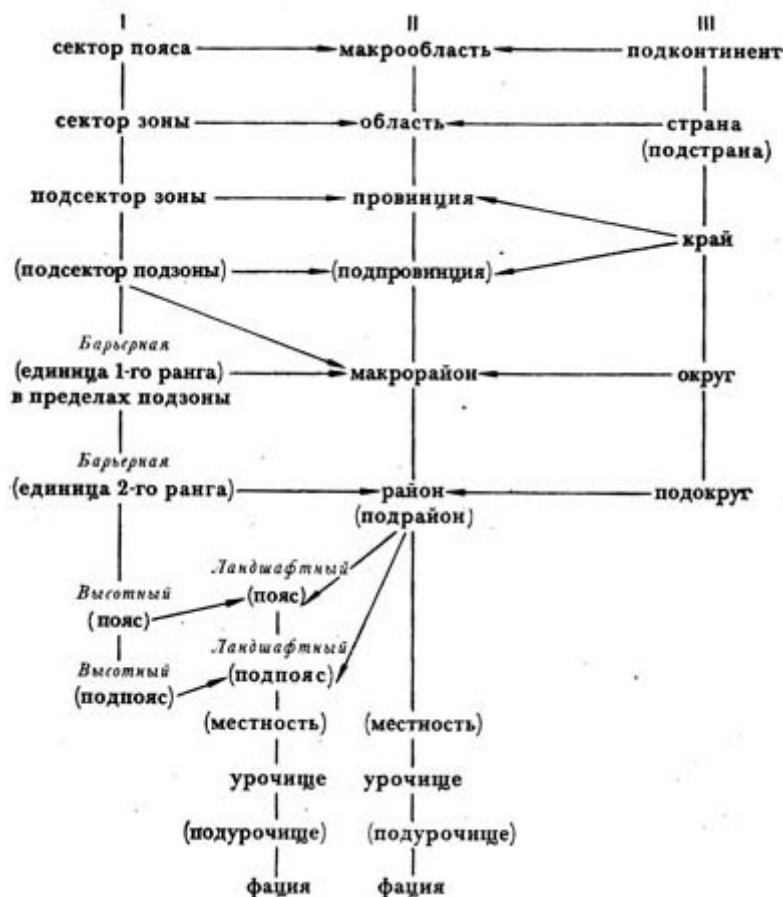 I II III
сектор пояса макрообласть подконтинент
сектор зоны область страна
(подстрана)
подсектор зоны провинция
край
(подсектор подзоны) (подпровинция)
Барьерная
(единица 1-го ранга) макрорайон округ
в пределах подзоны
Барьерная
(единица 2-го ранга) район подокруг
(подрайон)
Ландшафтный
Высотный (пояс)
(пояс)
Ландшафтный
Высотный (подпояс)
(подпояс)
(местность) (местность)
урочище урочище
(подурочище) (подурочище)
фация фация